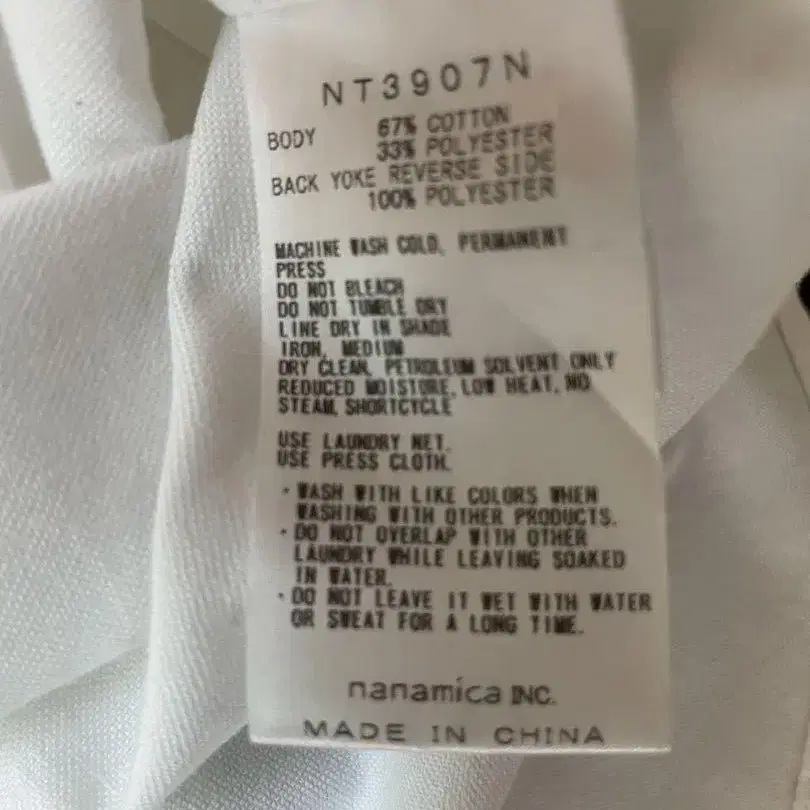 NT3907N
BODY 67% COTTON
33% POLYESTER
BACK YOKE REVERSE SIDE
100% POLYESTER
MACHINE WASH COLD, PERMANENT
PRESS
DO NOT BLEACH
DO NOT TUMBLE DRY
LINE DRY IN SHADE
IRON, MEDIUM
DRY CLEAN, PETROLEUM SOLVENT ONLY
REDUCED MOISTORE, LOW HEAT, NO
STEAM, SHORTCYCLE
USE LAUNDRY NET.
USE PRESS CLOTH.
・WASH WITH LIKE COLORS WHEN
WASHING WITH OTHER PRODUCTS.
・DO NOT OVERLAP WITH OTHER
LAUNDRY WHILE LEAVING SOAKED
IN WATER.
・DO NOT LEAVE IT WET WITH WATER
OR SWEAT FOR A LONG TIME.
nanamica INC.
MADE IN CHINA